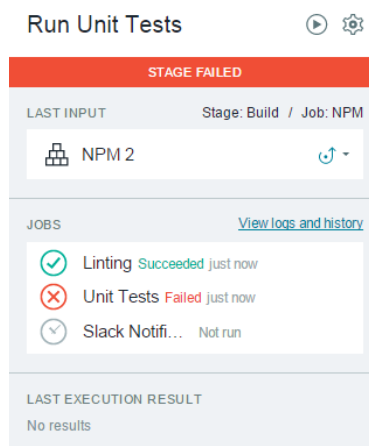 Run Unit Tests
STAGE FAILED
LAST INPUT Stage: Build / Job: NPM
NPM 2
JOBS View logs and history
Linting Succeeded just now
Unit Tests Failed just now
Slack Notifi... Not run
LAST EXECUTION RESULT
No results